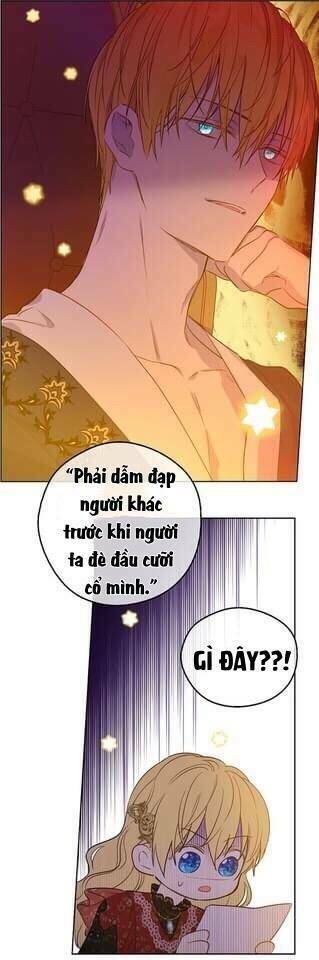 “Phải dẫm đạp
người khác
trước khi người
ta đè đầu cưỡi
cổ mình.”
GÌ ĐÂY??!